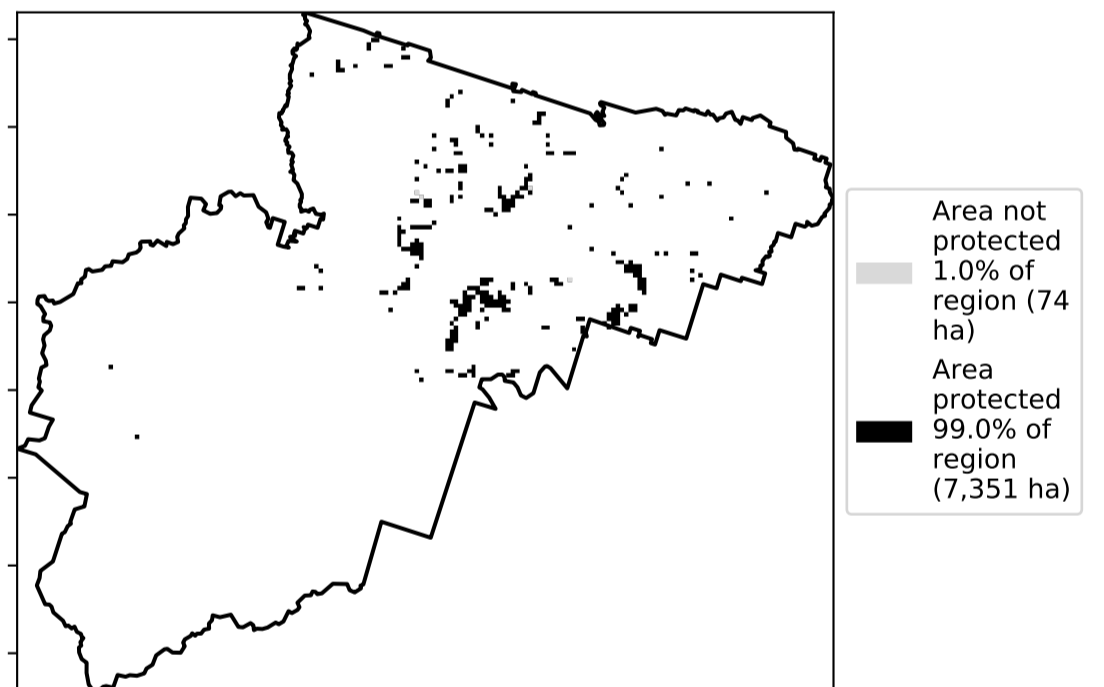 Area not
protected
1.0% of
region (74
ha)
Area
protected
99.0% of
region
(7,351 ha)